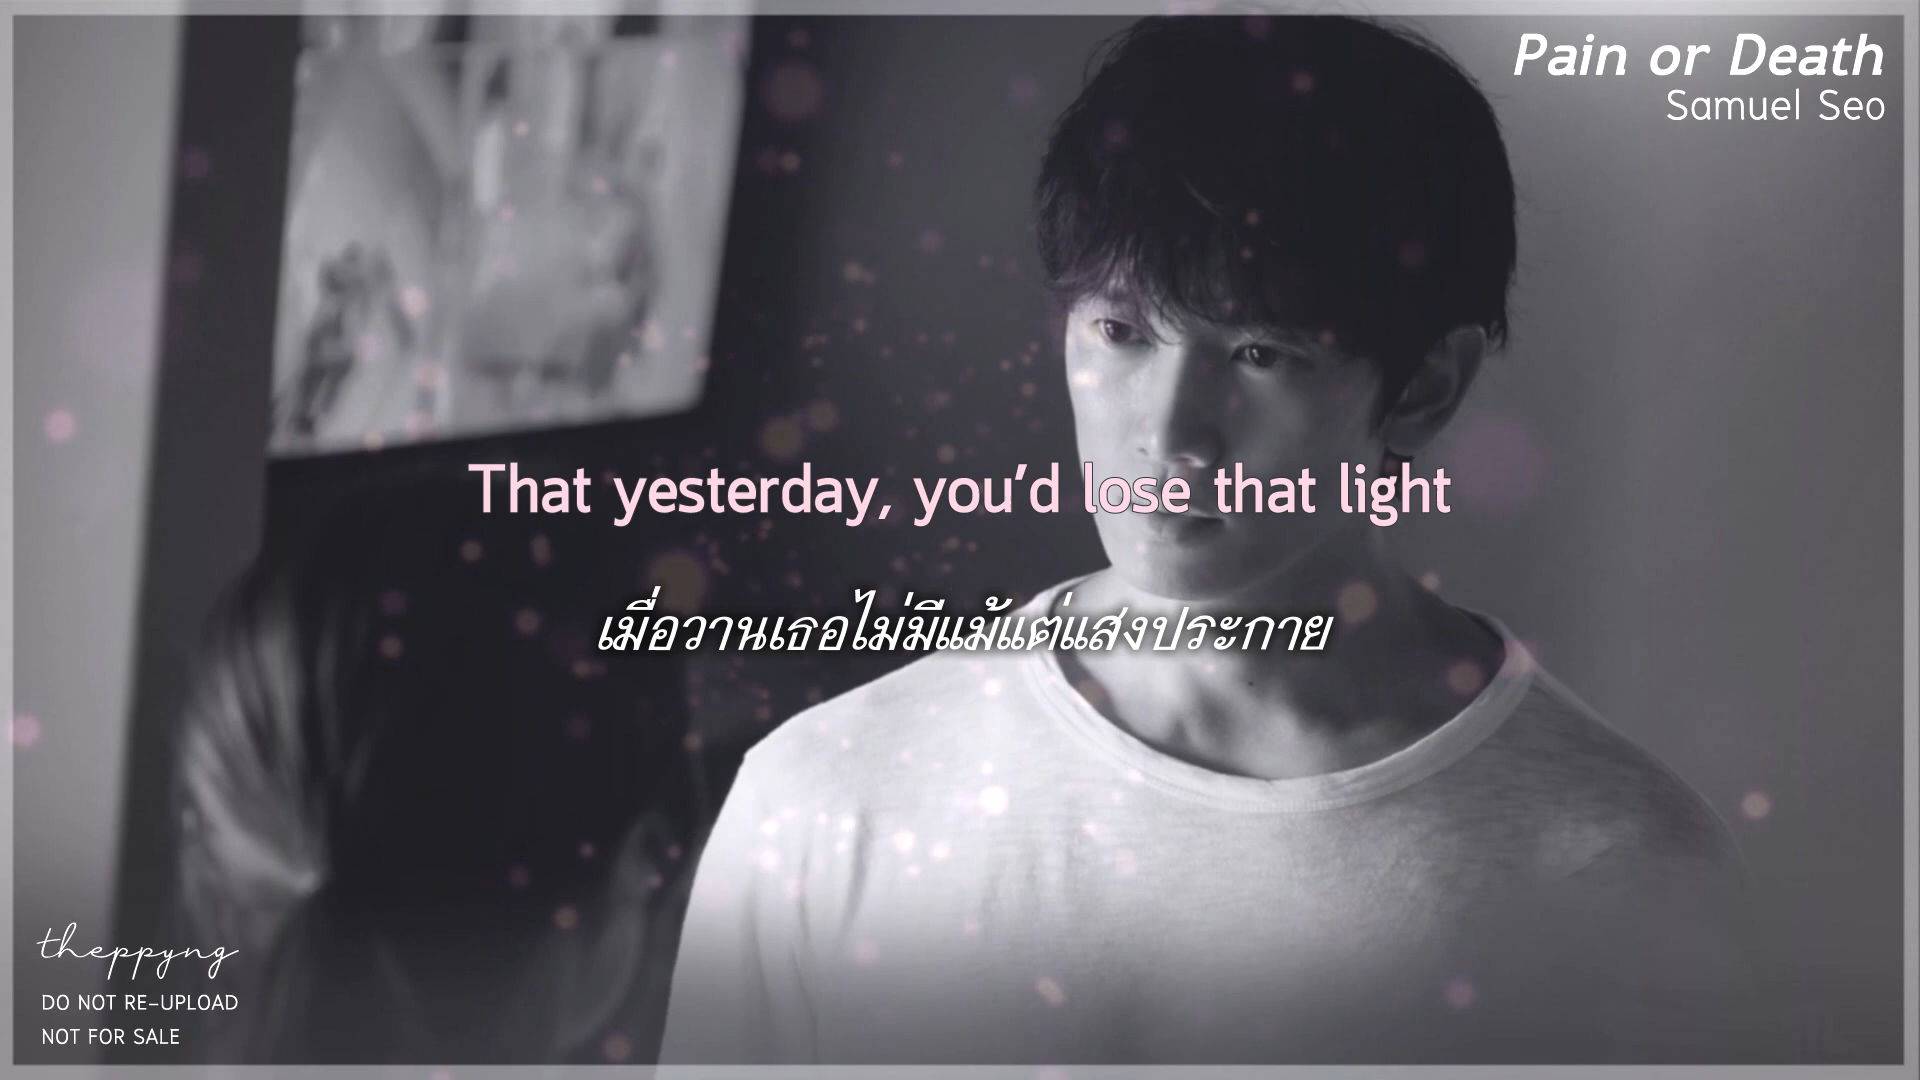 Pain or Death
Samuel Seo
That yesterday, you'd lose that light
เมื่อวานเธอไม่มีแม้แต่แสงประกาย
theppyng
DO NOT RE-UPLOAD
NOT FOR SALE